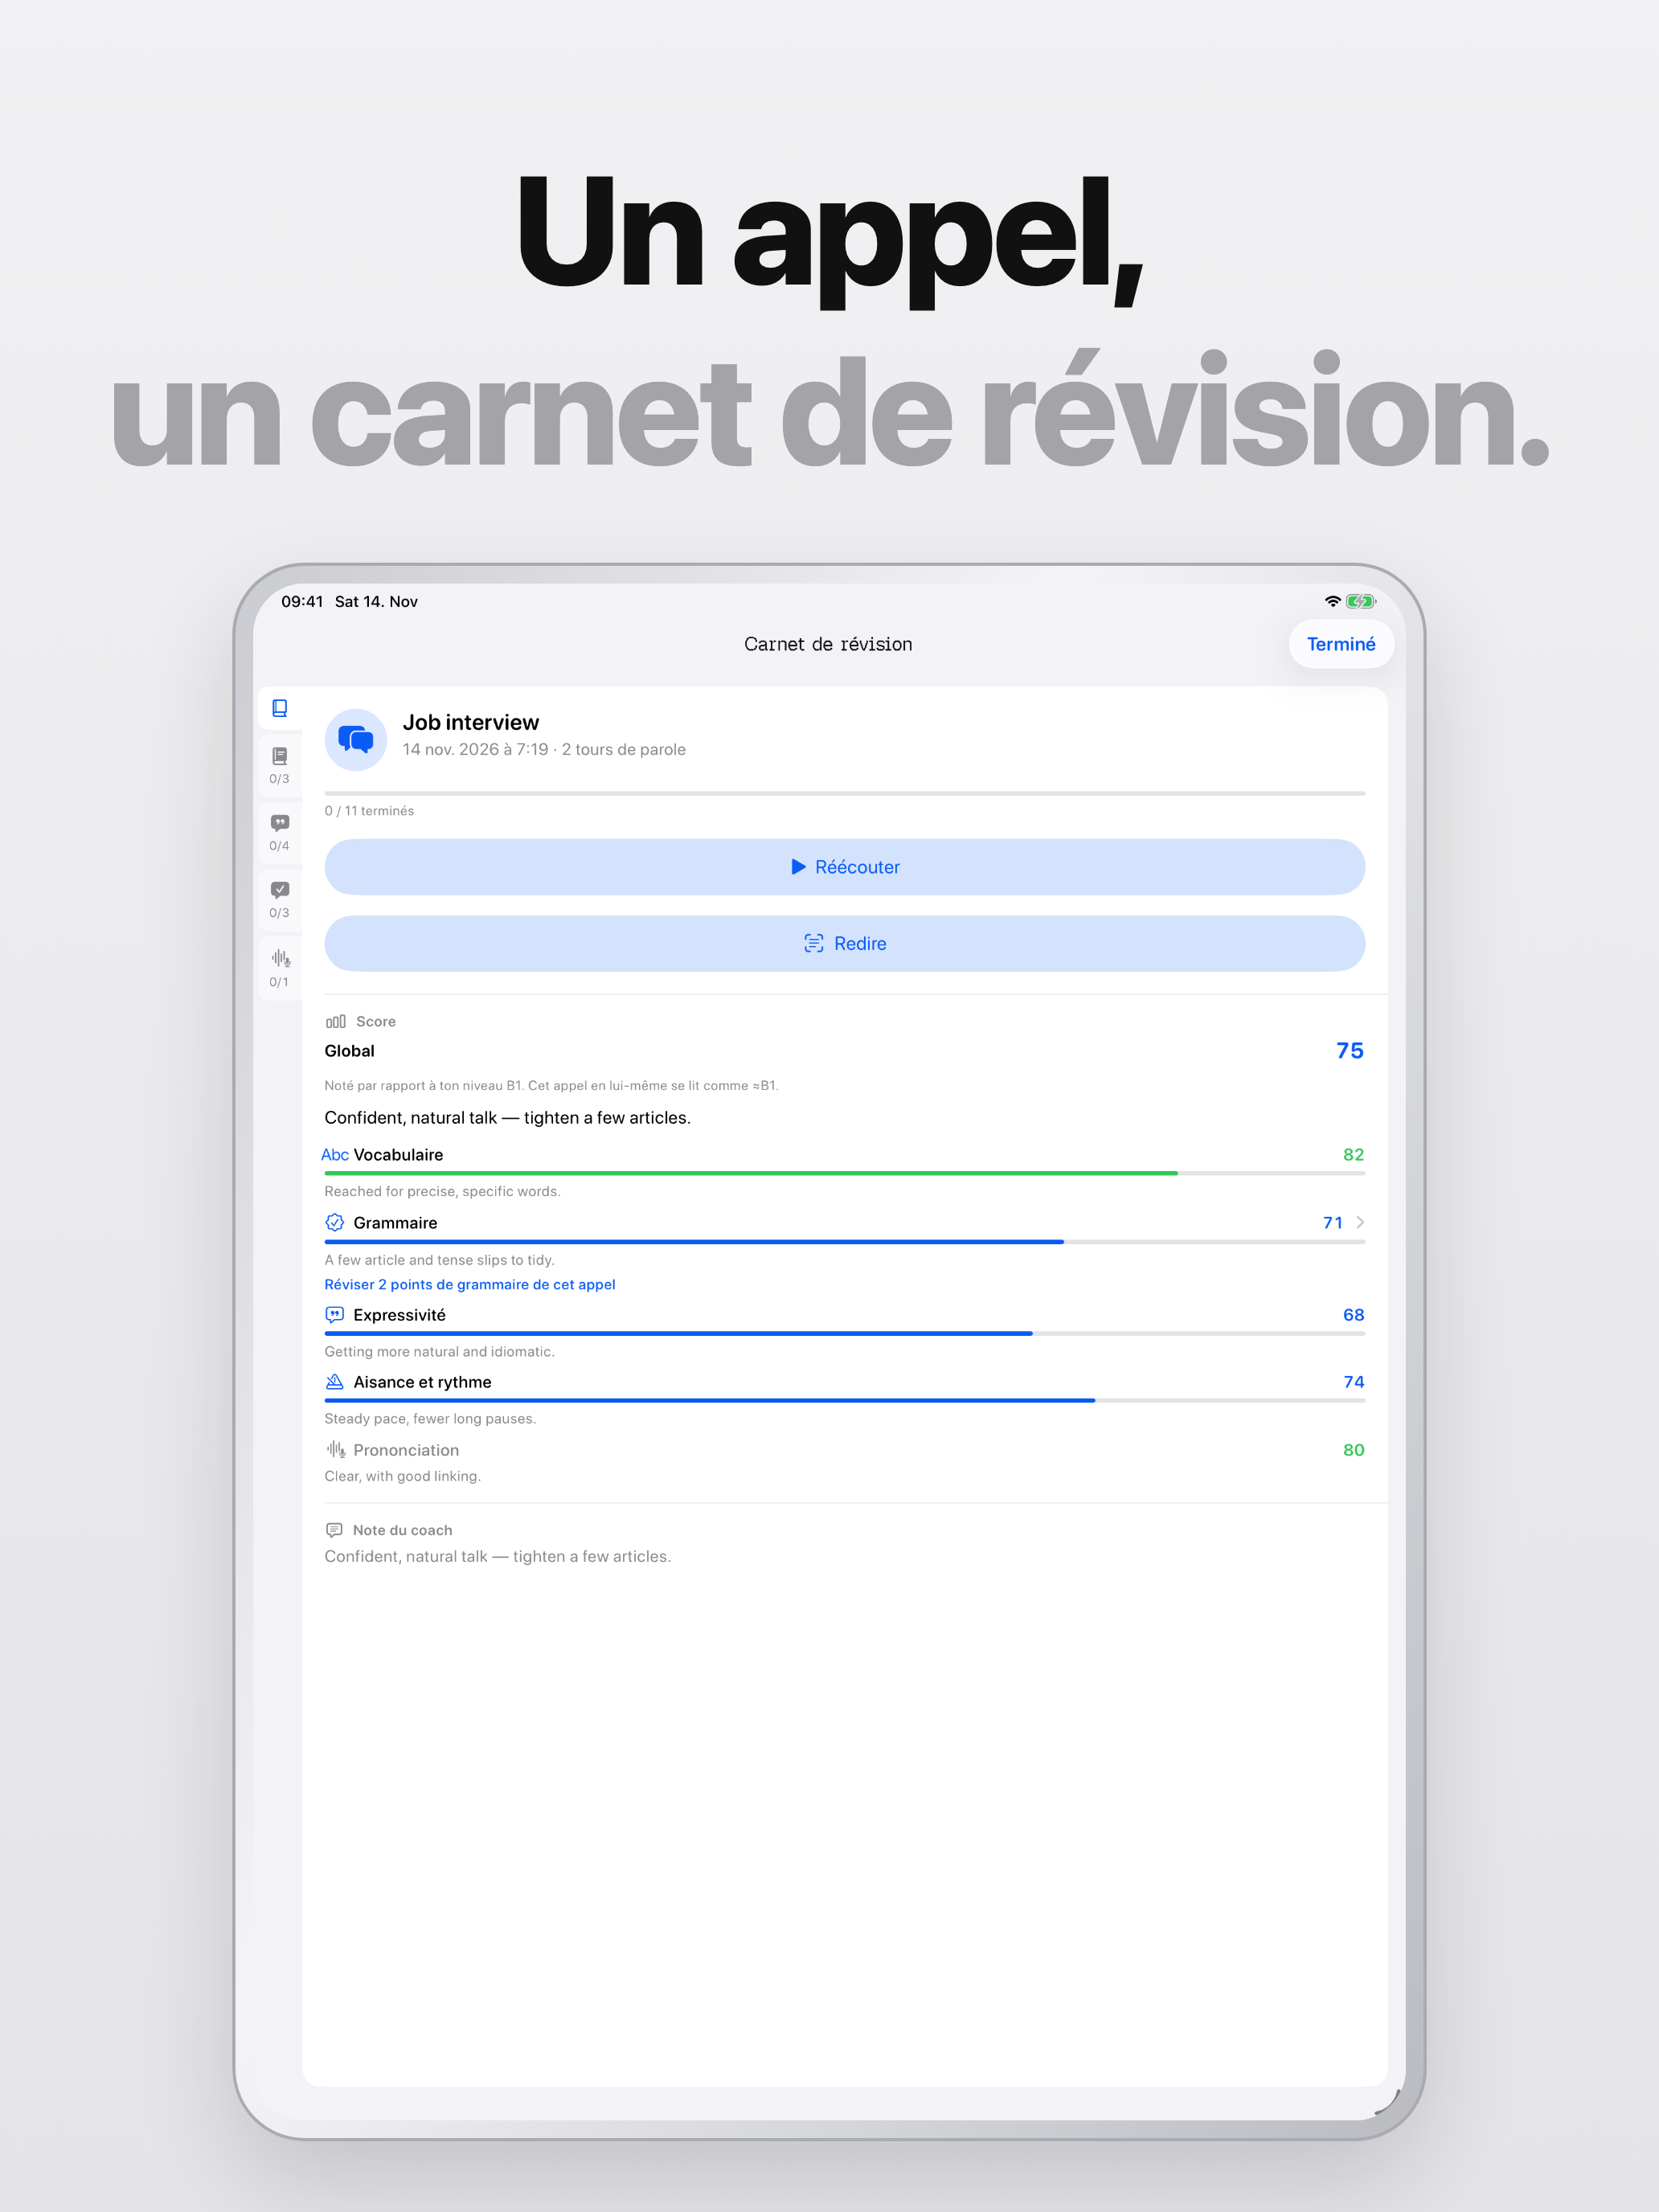 Un appel,
un carnet de révision.
09:41 Sat 14. Nov
Carnet de révision
Terminé
Job interview
14 nov. 2026 à 7:19 · 2 tours de parole
0/3
0 / 11 terminés
0/4
Réécouter
0/3
Redire
0/1
Score
Global 75
Noté par rapport à ton niveau B1. Cet appel en lui-même se lit comme ≈B1.
Confident, natural talk — tighten a few articles.
Abc Vocabulaire 82
Reached for precise, specific words.
Grammaire 71
A few article and tense slips to tidy.
Réviser 2 points de grammaire de cet appel
Expressivité 68
Getting more natural and idiomatic.
Aisance et rythme 74
Steady pace, fewer long pauses.
Prononciation 80
Clear, with good linking.
Note du coach
Confident, natural talk — tighten a few articles.